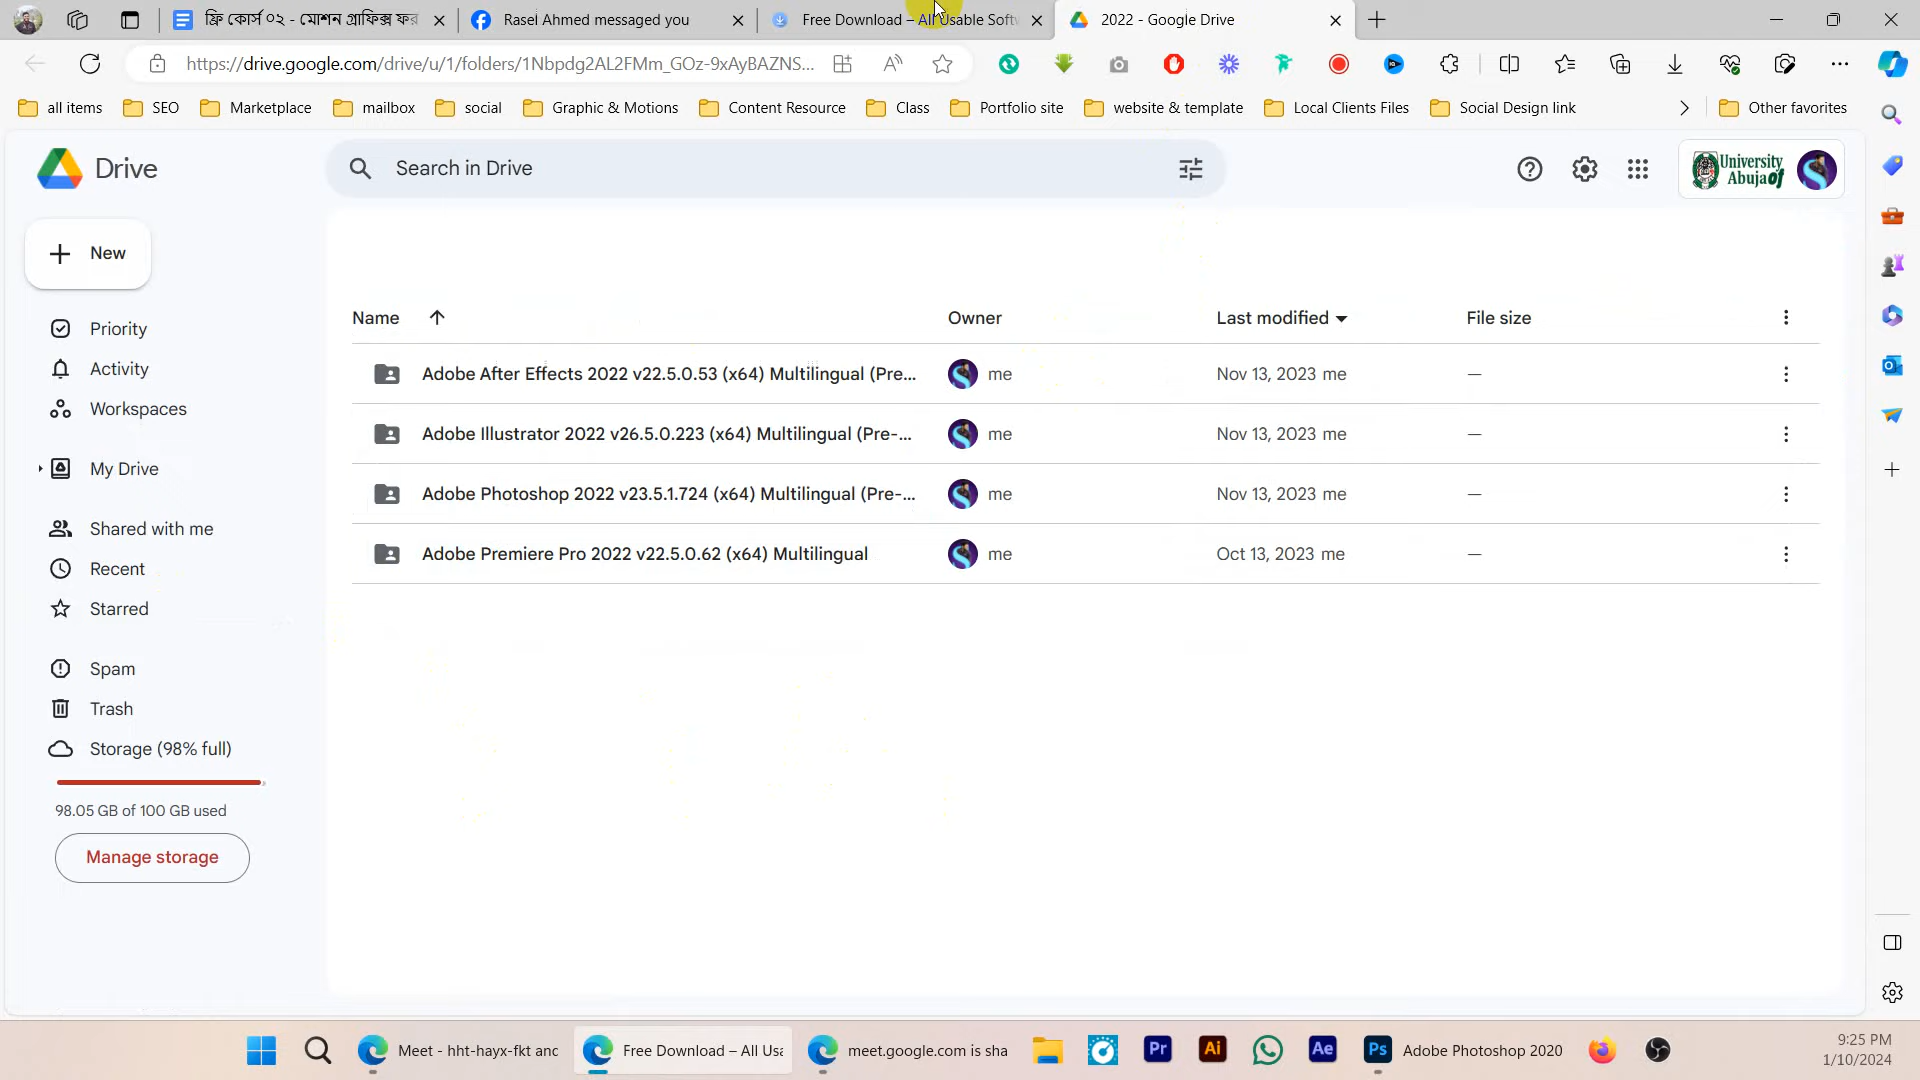 ফ্রি কোর্স ০২ - মোশন গ্রাফিক্স ফর
Rasel Ahmed messaged you
Free Download – All Usable Softw
2022 - Google Drive
https://drive.google.com/drive/u/1/folders/1Nbpdg2AL2FMm_GOz-9xAyBAZNS...
all items
SEO
Marketplace
mailbox
social
Graphic & Motions
Content Resource
Class
Portfolio site
website & template
Local Clients Files
Social Design link
Other favorites
Drive
Search in Drive
University of Abuja
New
Priority
Activity
Workspaces
My Drive
Shared with me
Recent
Starred
Spam
Trash
Storage (98% full)
98.05 GB of 100 GB used
Manage storage
Name Owner Last modified File size
Adobe After Effects 2022 v22.5.0.53 (x64) Multilingual (Pre... me Nov 13, 2023 me —
Adobe Illustrator 2022 v26.5.0.223 (x64) Multilingual (Pre-... me Nov 13, 2023 me —
Adobe Photoshop 2022 v23.5.1.724 (x64) Multilingual (Pre-... me Nov 13, 2023 me —
Adobe Premiere Pro 2022 v22.5.0.62 (x64) Multilingual me Oct 13, 2023 me —
Meet - hht-hayx-fkt and
Free Download – All Usa
meet.google.com is sha
Pr
Ai
Ae
Ps
Adobe Photoshop 2020
9:25 PM
1/10/2024